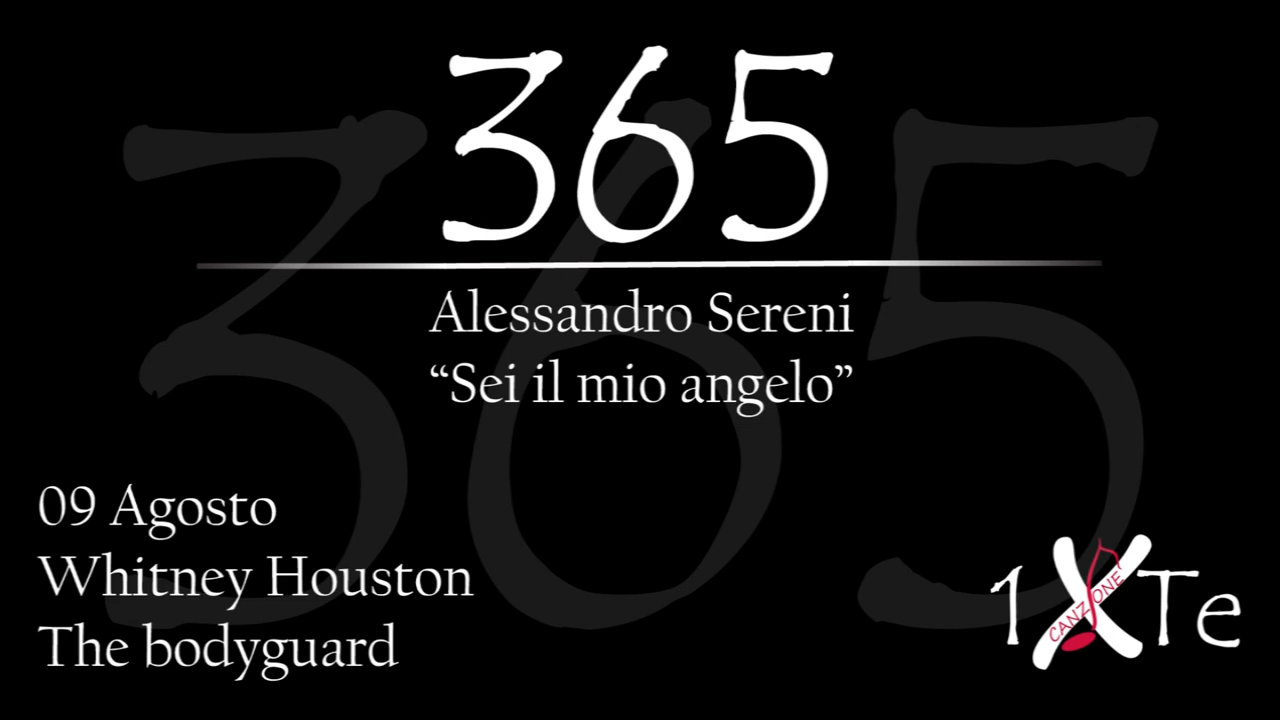 365
Alessandro Sereni
“Sei il mio angelo”
09 Agosto
Whitney Houston
The bodyguard
1XTe
CANZONE